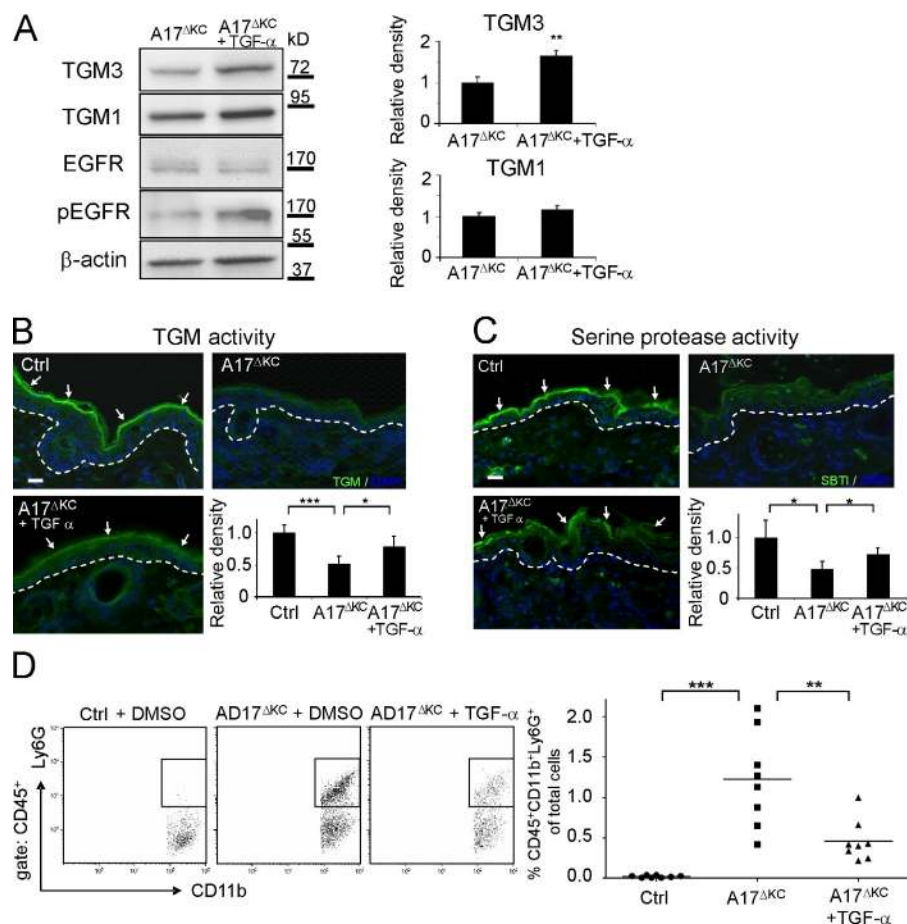 A
A17ΔKC
A17ΔKC
+TGF-α
kD
TGM3
72
95
TGM1
EGFR
170
pEGFR
170
55
β-actin
37
TGM3
Relative density
2
1
0
**
A17ΔKC
A17ΔKC+TGF-α
TGM1
Relative density
2
1
0
A17ΔKC
A17ΔKC+TGF-α
B
TGM activity
Ctrl
A17ΔKC
TGM /
A17ΔKC
+ TGF α
Relative density
1.0
0.5
0
***
*
Ctrl
A17ΔKC
A17ΔKC
+TGF-α
C
Serine protease activity
Ctrl
A17ΔKC
SBTI /
A17ΔKC
+ TGF α
Relative density
1.0
0.5
0
*
*
Ctrl
A17ΔKC
A17ΔKC
+TGF-α
D
Ctrl + DMSO
AD17ΔKC + DMSO
AD17ΔKC + TGF-α
gate: CD45+
Ly6G
CD11b
% CD45+CD11b+Ly6G+
of total cells
2.0
1.5
1.0
0.5
0.0
***
**
Ctrl
A17ΔKC
A17ΔKC
+TGF-α